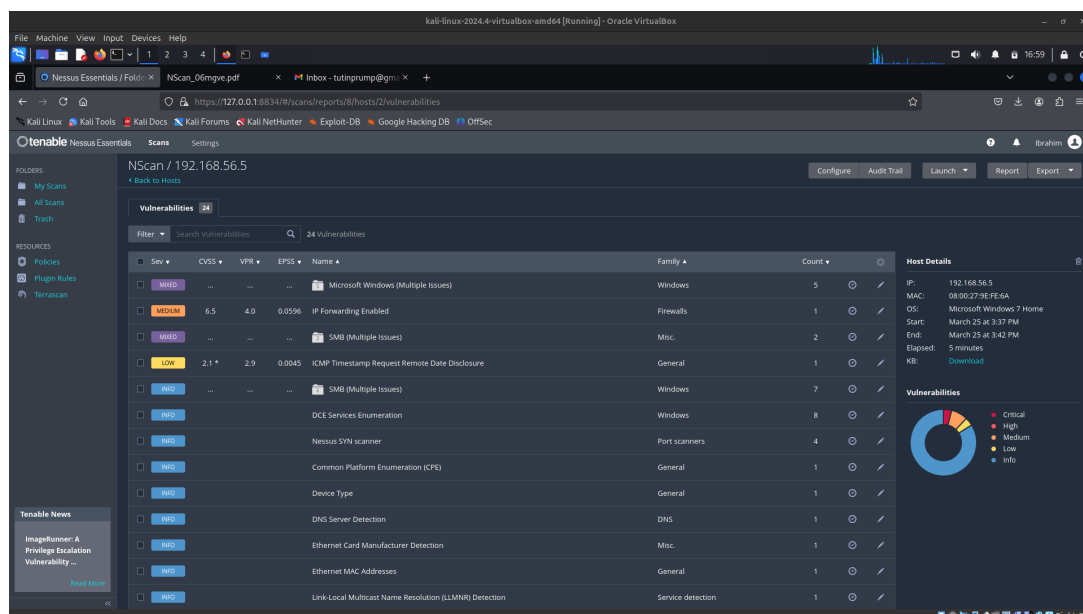 kali-linux-2024.4-virtualbox-amd64 [Running] - Oracle VirtualBox
File Machine View Input Devices Help
1 2 3 4 16:59
Nessus Essentials / Folde × NScan_06mgve.pdf × Inbox - tutinprump@gma × +
https://127.0.0.1:8834/#/scans/reports/8/hosts/2/vulnerabilities
Kali Linux Kali Tools Kali Docs Kali Forums Kali NetHunter Exploit-DB Google Hacking DB OffSec
tenable Nessus Essentials Scans Settings Ibrahim
FOLDERS
My Scans
All Scans
Trash
RESOURCES
Policies
Plugin Rules
Terrascan
Tenable News
ImageRunner: A
Privilege Escalation
Vulnerability ...
Read More
NScan / 192.168.56.5
Back to Hosts
Configure Audit Trail Launch Report Export
Vulnerabilities 24
Filter Search Vulnerabilities 24 Vulnerabilities
Sev CVSS VPR EPSS Name Family Count
MIXED ... ... ... Microsoft Windows (Multiple Issues) Windows 5
MEDIUM 6.5 4.0 0.0596 IP Forwarding Enabled Firewalls 1
MIXED ... ... ... SMB (Multiple Issues) Misc. 2
LOW 2.1 * 2.9 0.0045 ICMP Timestamp Request Remote Date Disclosure General 1
INFO ... ... ... SMB (Multiple Issues) Windows 7
INFO DCE Services Enumeration Windows 8
INFO Nessus SYN scanner Port scanners 4
INFO Common Platform Enumeration (CPE) General 1
INFO Device Type General 1
INFO DNS Server Detection DNS 1
INFO Ethernet Card Manufacturer Detection Misc. 1
INFO Ethernet MAC Addresses General 1
INFO Link-Local Multicast Name Resolution (LLMNR) Detection Service detection 1
Host Details
IP: 192.168.56.5
MAC: 08:00:27:9E:FE:6A
OS: Microsoft Windows 7 Home
Start: March 25 at 3:37 PM
End: March 25 at 3:42 PM
Elapsed: 5 minutes
KB: Download
Vulnerabilities
Critical
High
Medium
Low
Info